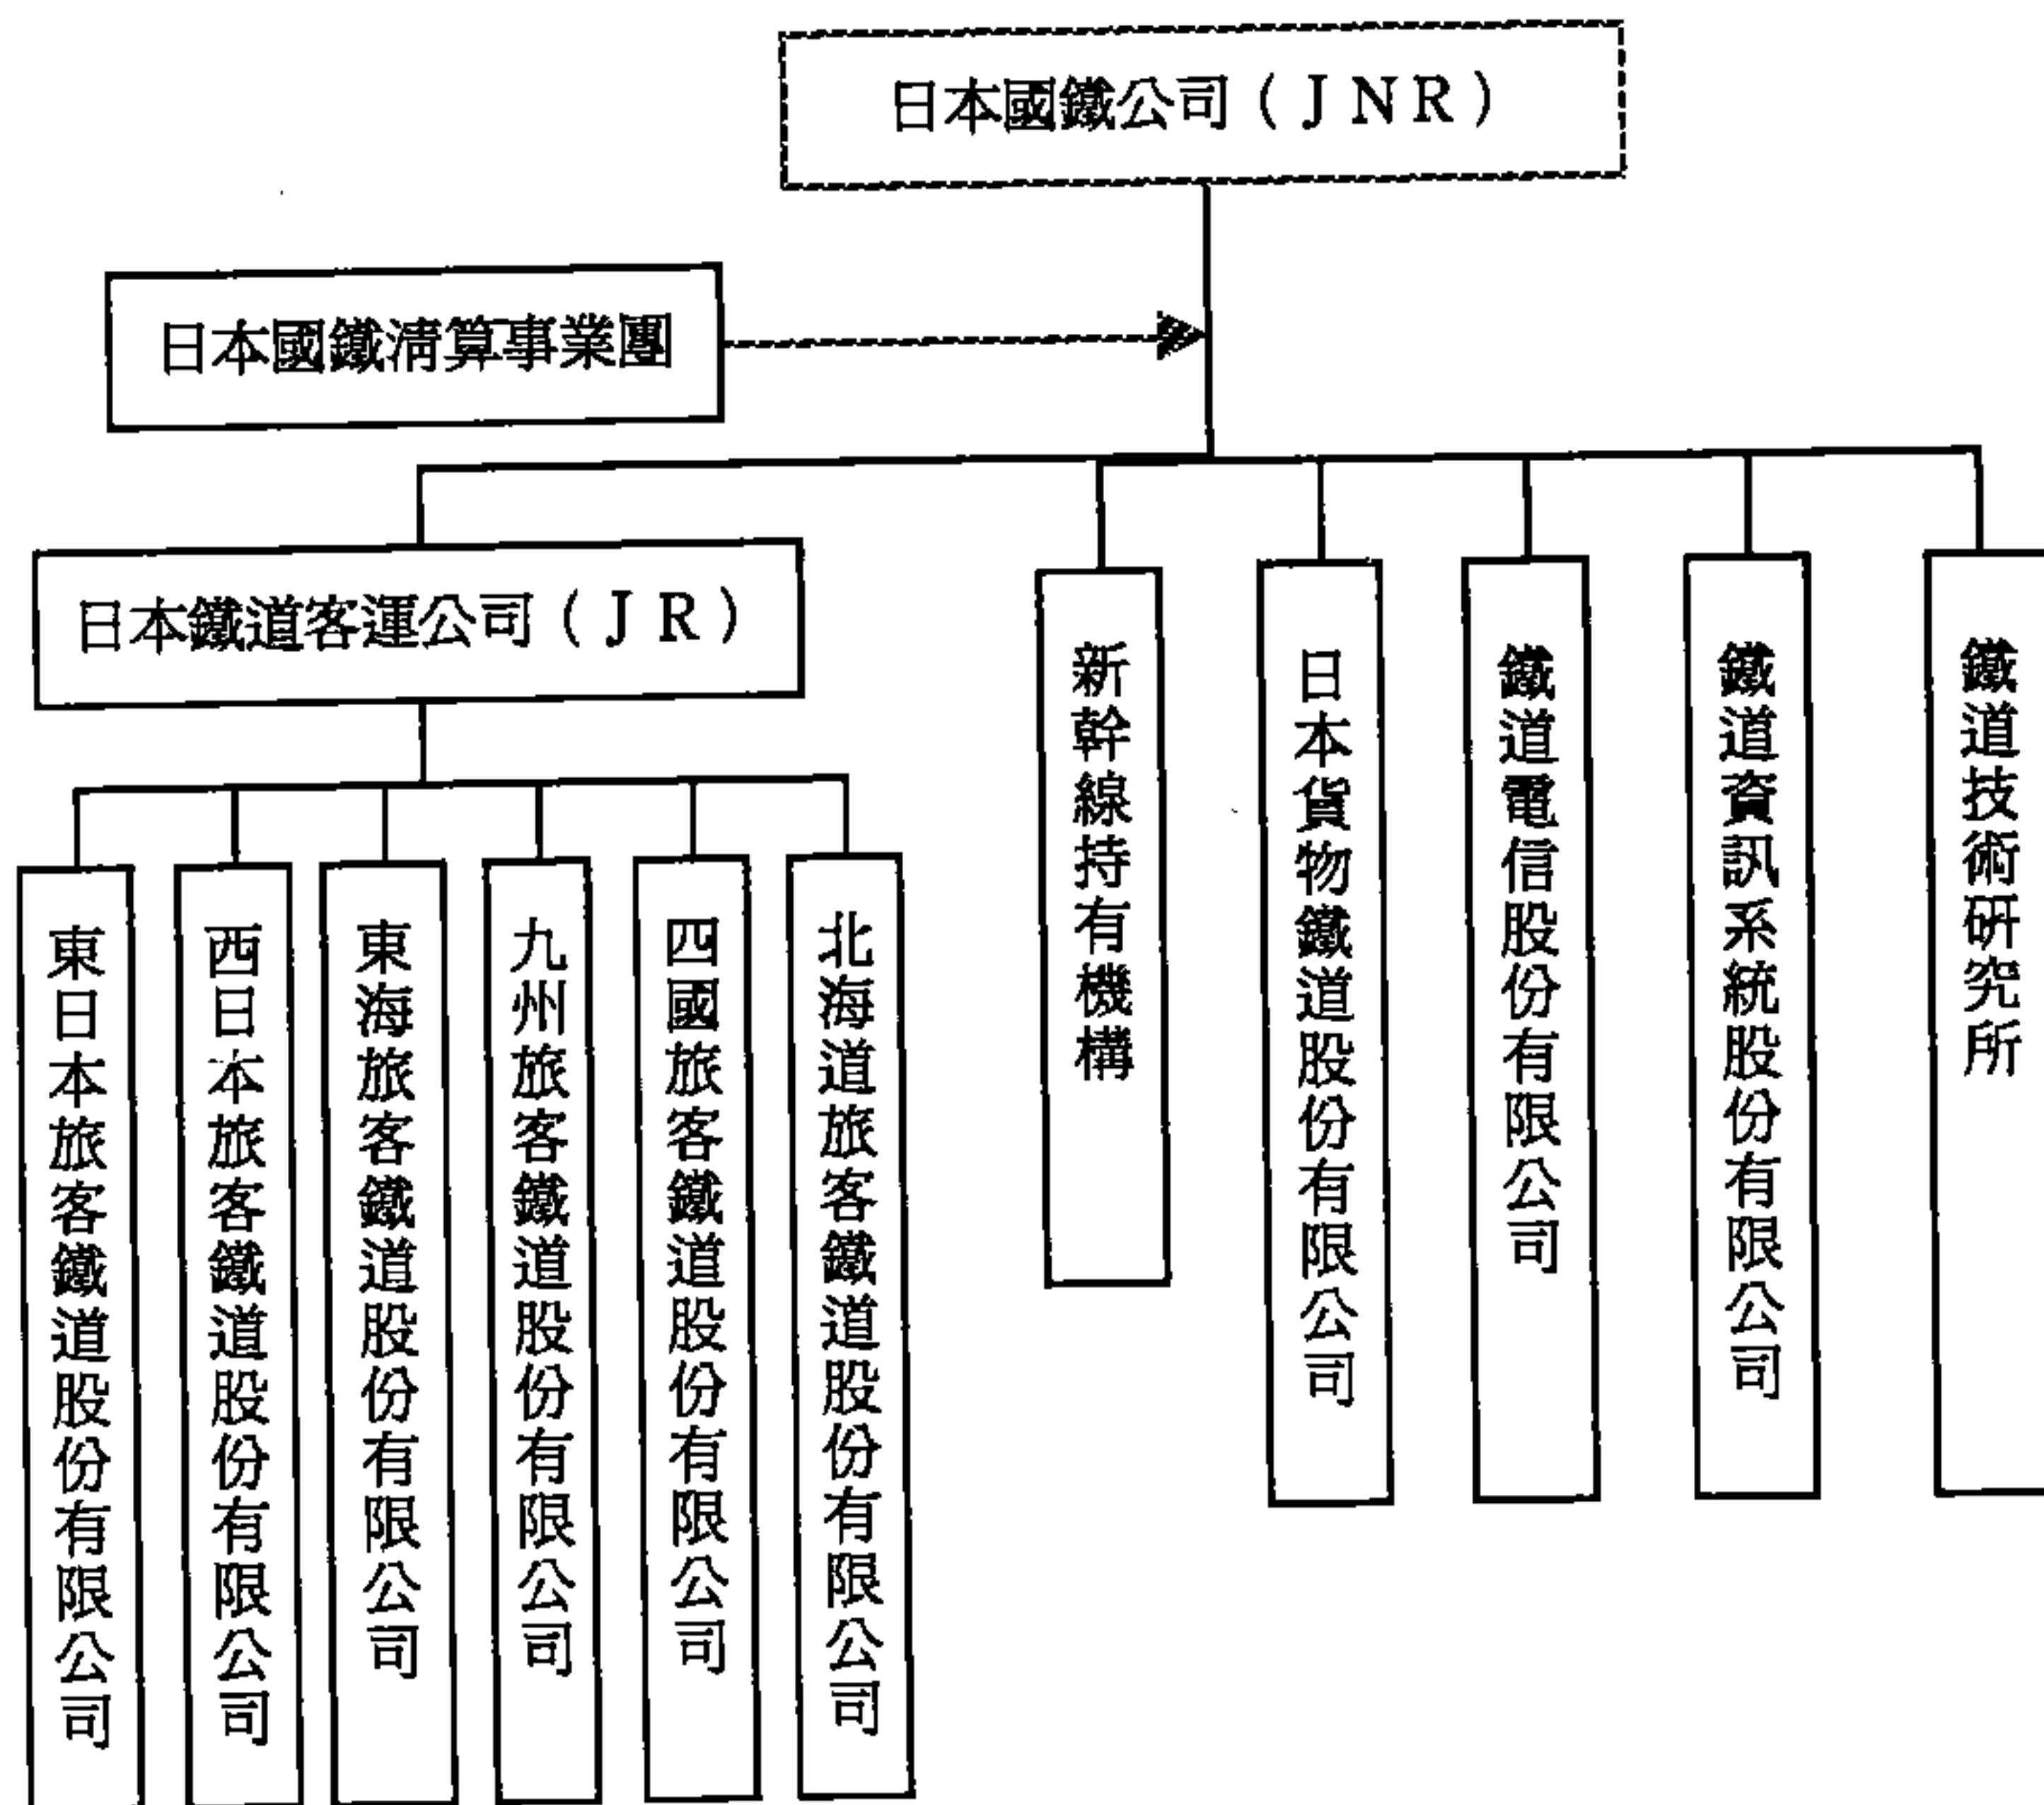 日本國鐵公司（JNR）
日本國鐵清算事業團
日本鐵道客運公司（JR）
新幹線持有機構
日本貨物鐵道股份有限公司
鐵道電信股份有限公司
鐵道資訊系統股份有限公司
鐵道技術研究所
東日本旅客鐵道股份有限公司
西日本旅客鐵道股份有限公司
東海旅客鐵道股份有限公司
九州旅客鐵道股份有限公司
四國旅客鐵道股份有限公司
北海道旅客鐵道股份有限公司